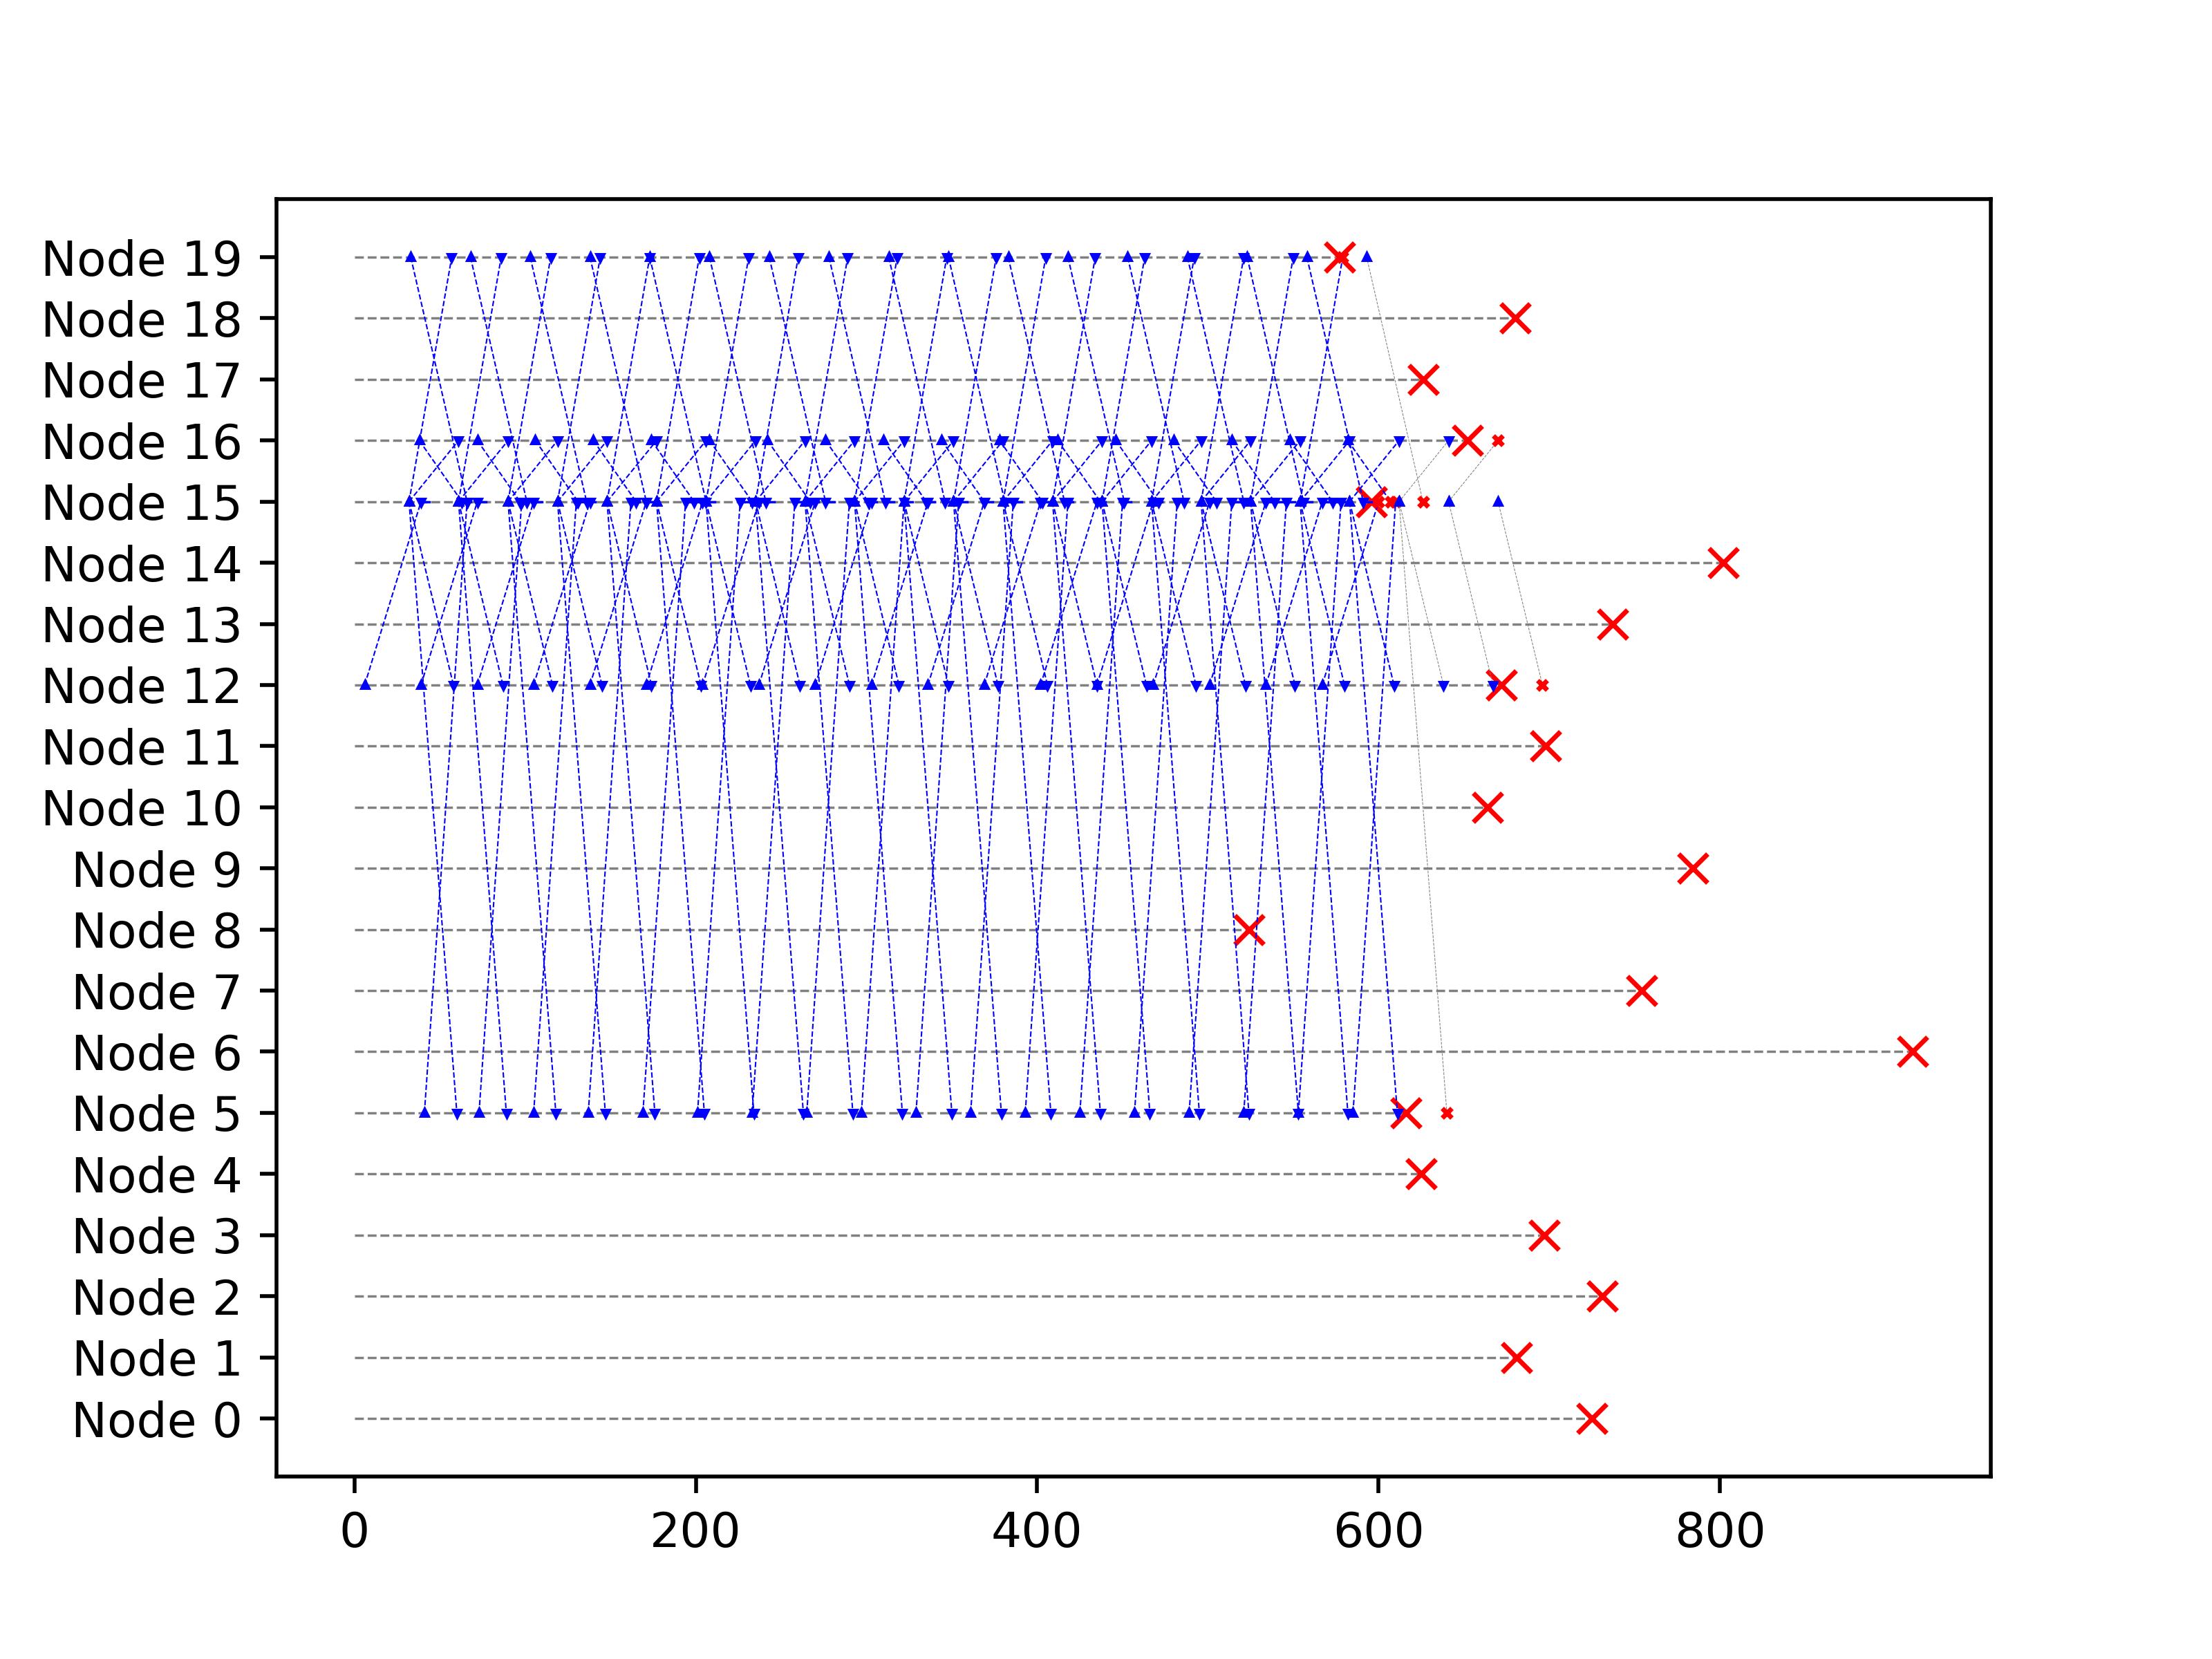 Node 19
Node 18
Node 17
Node 16
Node 15
Node 14
Node 13
Node 12
Node 11
Node 10
Node 9
Node 8
Node 7
Node 6
Node 5
Node 4
Node 3
Node 2
Node 1
Node 0
0 200 400 600 800